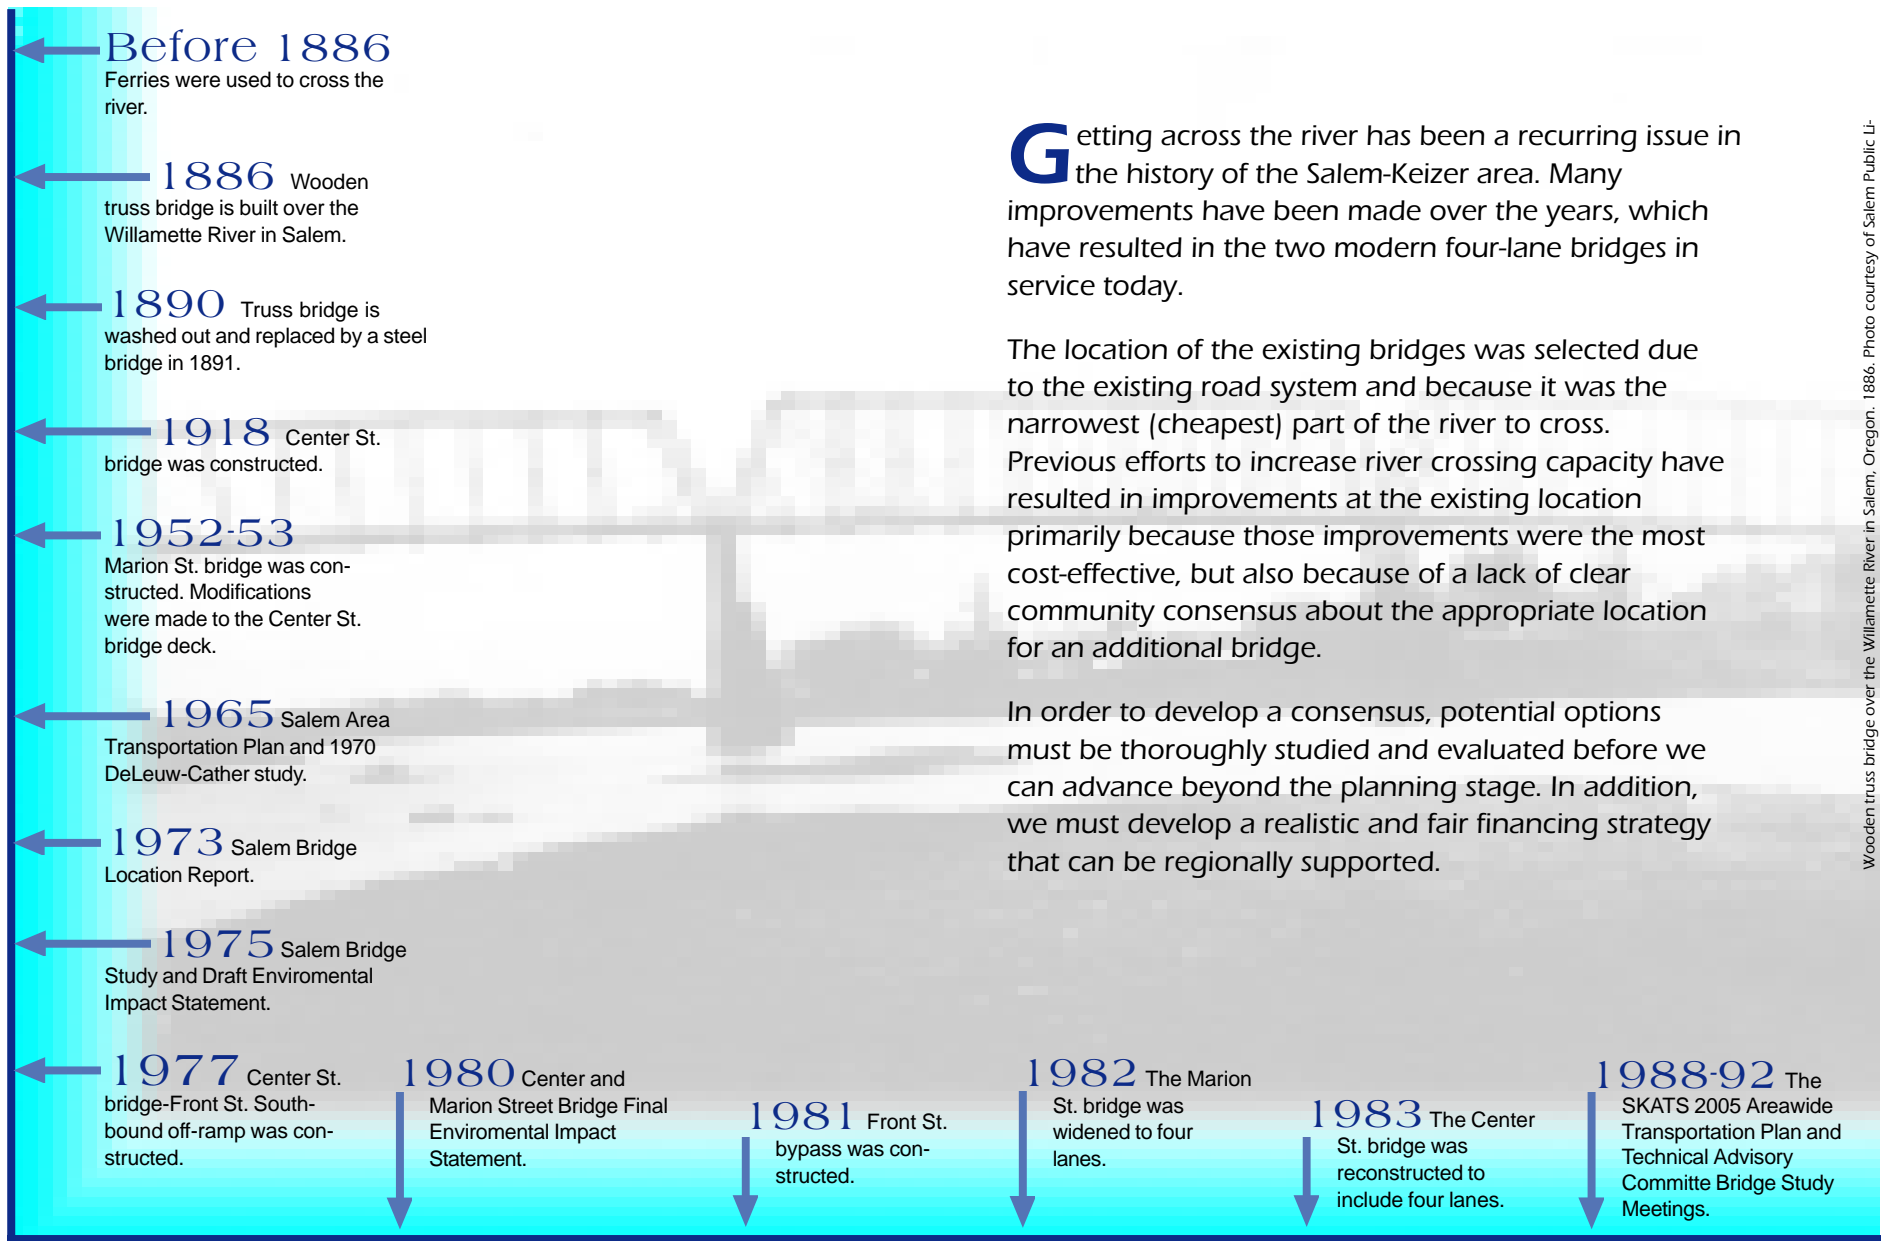 Before 1886
Ferries were used to cross the
river.
1886 Wooden
truss bridge is built over the
Willamette River in Salem.
1890 Truss bridge is
washed out and replaced by a steel
bridge in 1891.
1918 Center St.
bridge was constructed.
1952-53
Marion St. bridge was con-
structed. Modifications
were made to the Center St.
bridge deck.
1965 Salem Area
Transportation Plan and 1970
DeLeuw-Cather study.
1973 Salem Bridge
Location Report.
1975 Salem Bridge
Study and Draft Enviromental
Impact Statement.
1977 Center St.
bridge-Front St. South-
bound off-ramp was con-
structed.
1980 Center and
Marion Street Bridge Final
Enviromental Impact
Statement.
1981 Front St.
bypass was con-
structed.
1982 The Marion
St. bridge was
widened to four
lanes.
1983 The Center
St. bridge was
reconstructed to
include four lanes.
1988-92 The
SKATS 2005 Areawide
Transportation Plan and
Technical Advisory
Committe Bridge Study
Meetings.
Getting across the river has been a recurring issue in
the history of the Salem-Keizer area. Many
improvements have been made over the years, which
have resulted in the two modern four-lane bridges in
service today.
The location of the existing bridges was selected due
to the existing road system and because it was the
narrowest (cheapest) part of the river to cross.
Previous efforts to increase river crossing capacity have
resulted in improvements at the existing location
primarily because those improvements were the most
cost-effective, but also because of a lack of clear
community consensus about the appropriate location
for an additional bridge.
In order to develop a consensus, potential options
must be thoroughly studied and evaluated before we
can advance beyond the planning stage. In addition,
we must develop a realistic and fair financing strategy
that can be regionally supported.
Wooden truss bridge over the Willamette River in Salem, Oregon. 1886. Photo courtesy of Salem Public Li-